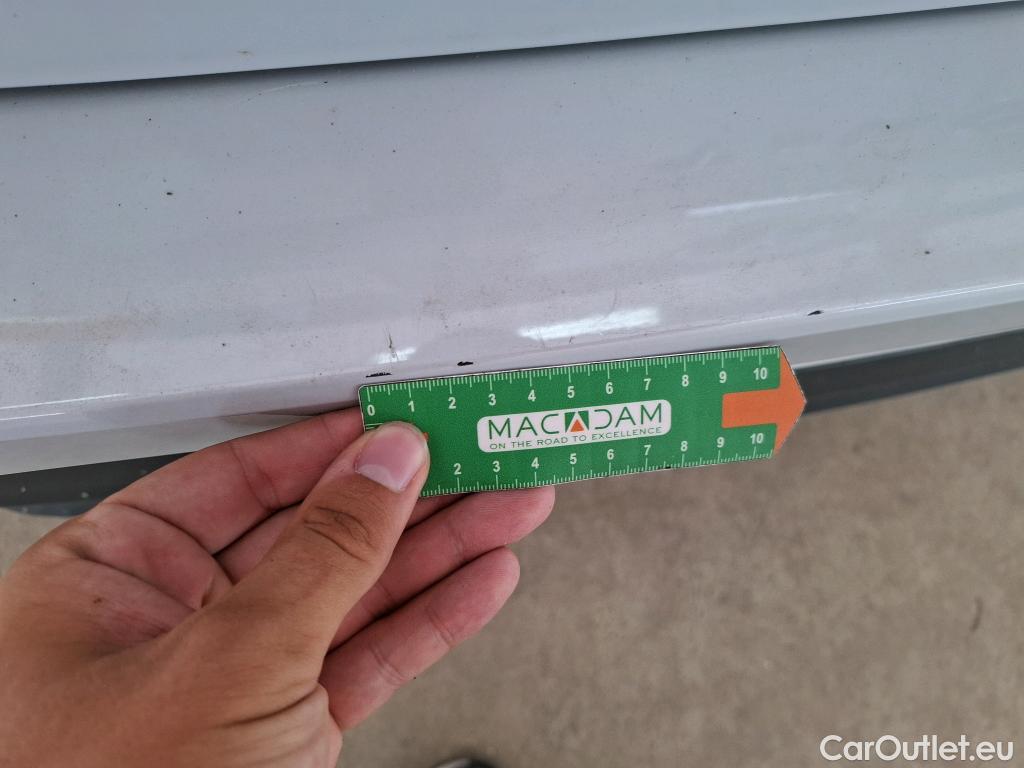 0 1 2 3 4 5 6 7 8 9 10
MACADAM
ON THE ROAD TO EXCELLENCE
2 3 4 5 6 7 8 9 10
CarOutlet.eu